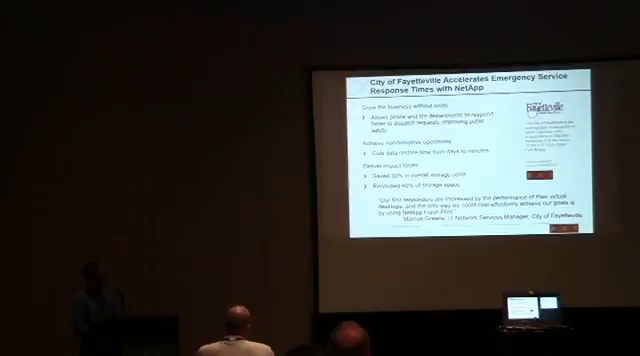 City of Fayetteville Accelerates Emergency Service
Response Times with NetApp
Grow the business without limits
Allows police and fire departments to respond
faster to dispatch requests, improving public
safety
Achieve nondisruptive operations
Cuts data restore time from days to minutes
Deliver impact faster
Saved 30% in overall storage costs
Recouped 40% of storage space
"Our first responders are impressed by the performance of their virtual
desktops, and the only way we could cost-effectively achieve our goals is
by using NetApp Flash Pool."
Marcus Greene, IT Network Services Manager, City of Fayetteville
Fayetteville